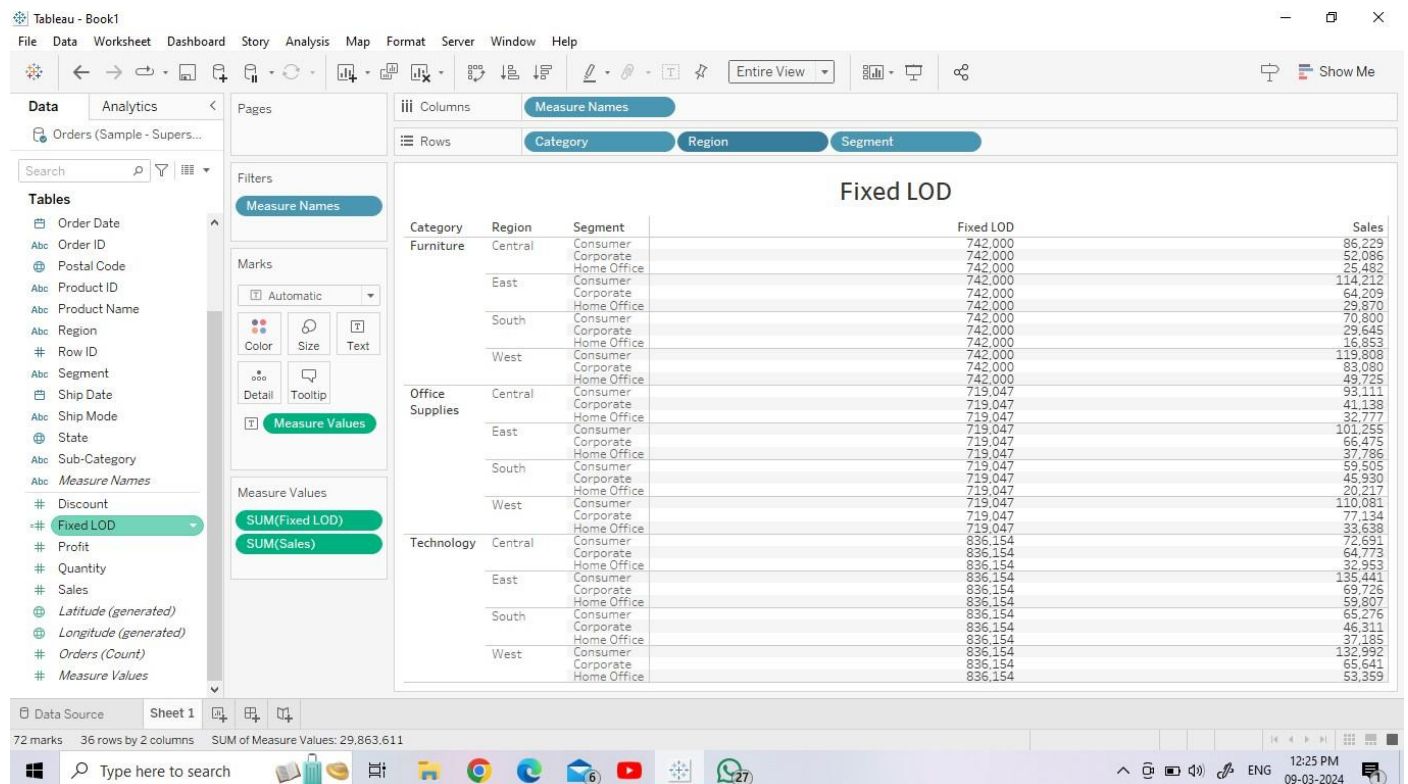 Tableau - Book1
File Data Worksheet Dashboard Story Analysis Map Format Server Window Help
Entire View
Show Me
Data Analytics
Orders (Sample - Supers...
Search
Tables
Order Date
Abc Order ID
Postal Code
Abc Product ID
Abc Product Name
Abc Region
# Row ID
Abc Segment
Ship Date
Abc Ship Mode
State
Abc Sub-Category
Abc Measure Names
# Discount
=# Fixed LOD
# Profit
# Quantity
# Sales
Latitude (generated)
Longitude (generated)
# Orders (Count)
# Measure Values
Pages
Filters
Measure Names
Marks
Automatic
Color Size Text
Detail Tooltip
Measure Values
Measure Values
SUM(Fixed LOD)
SUM(Sales)
Columns Measure Names
Rows Category Region Segment
Fixed LOD
Category Region Segment Fixed LOD Sales
Furniture Central Consumer 742,000 86,229
Corporate 742,000 52,086
Home Office 742,000 25,482
East Consumer 742,000 114,212
Corporate 742,000 64,209
Home Office 742,000 29,870
South Consumer 742,000 70,800
Corporate 742,000 29,645
Home Office 742,000 16,853
West Consumer 742,000 119,808
Corporate 742,000 83,080
Home Office 742,000 49,725
Office Supplies Central Consumer 719,047 93,111
Corporate 719,047 41,138
Home Office 719,047 32,777
East Consumer 719,047 101,255
Corporate 719,047 66,475
Home Office 719,047 37,786
South Consumer 719,047 59,505
Corporate 719,047 45,930
Home Office 719,047 20,217
West Consumer 719,047 110,081
Corporate 719,047 77,134
Home Office 719,047 33,638
Technology Central Consumer 836,154 72,691
Corporate 836,154 64,773
Home Office 836,154 32,953
East Consumer 836,154 135,441
Corporate 836,154 69,726
Home Office 836,154 59,807
South Consumer 836,154 65,276
Corporate 836,154 46,311
Home Office 836,154 37,185
West Consumer 836,154 132,992
Corporate 836,154 65,641
Home Office 836,154 53,359
Data Source Sheet 1
72 marks 36 rows by 2 columns SUM of Measure Values: 29,863,611
Type here to search
6
27
ENG
12:25 PM
09-03-2024
1